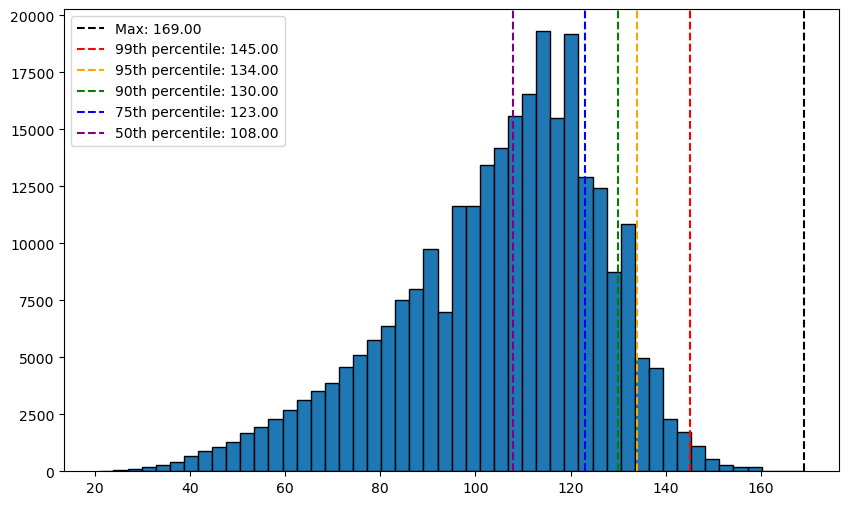 Max: 169.00
99th percentile: 145.00
95th percentile: 134.00
90th percentile: 130.00
75th percentile: 123.00
50th percentile: 108.00
20000
17500
15000
12500
10000
7500
5000
2500
0
20 40 60 80 100 120 140 160